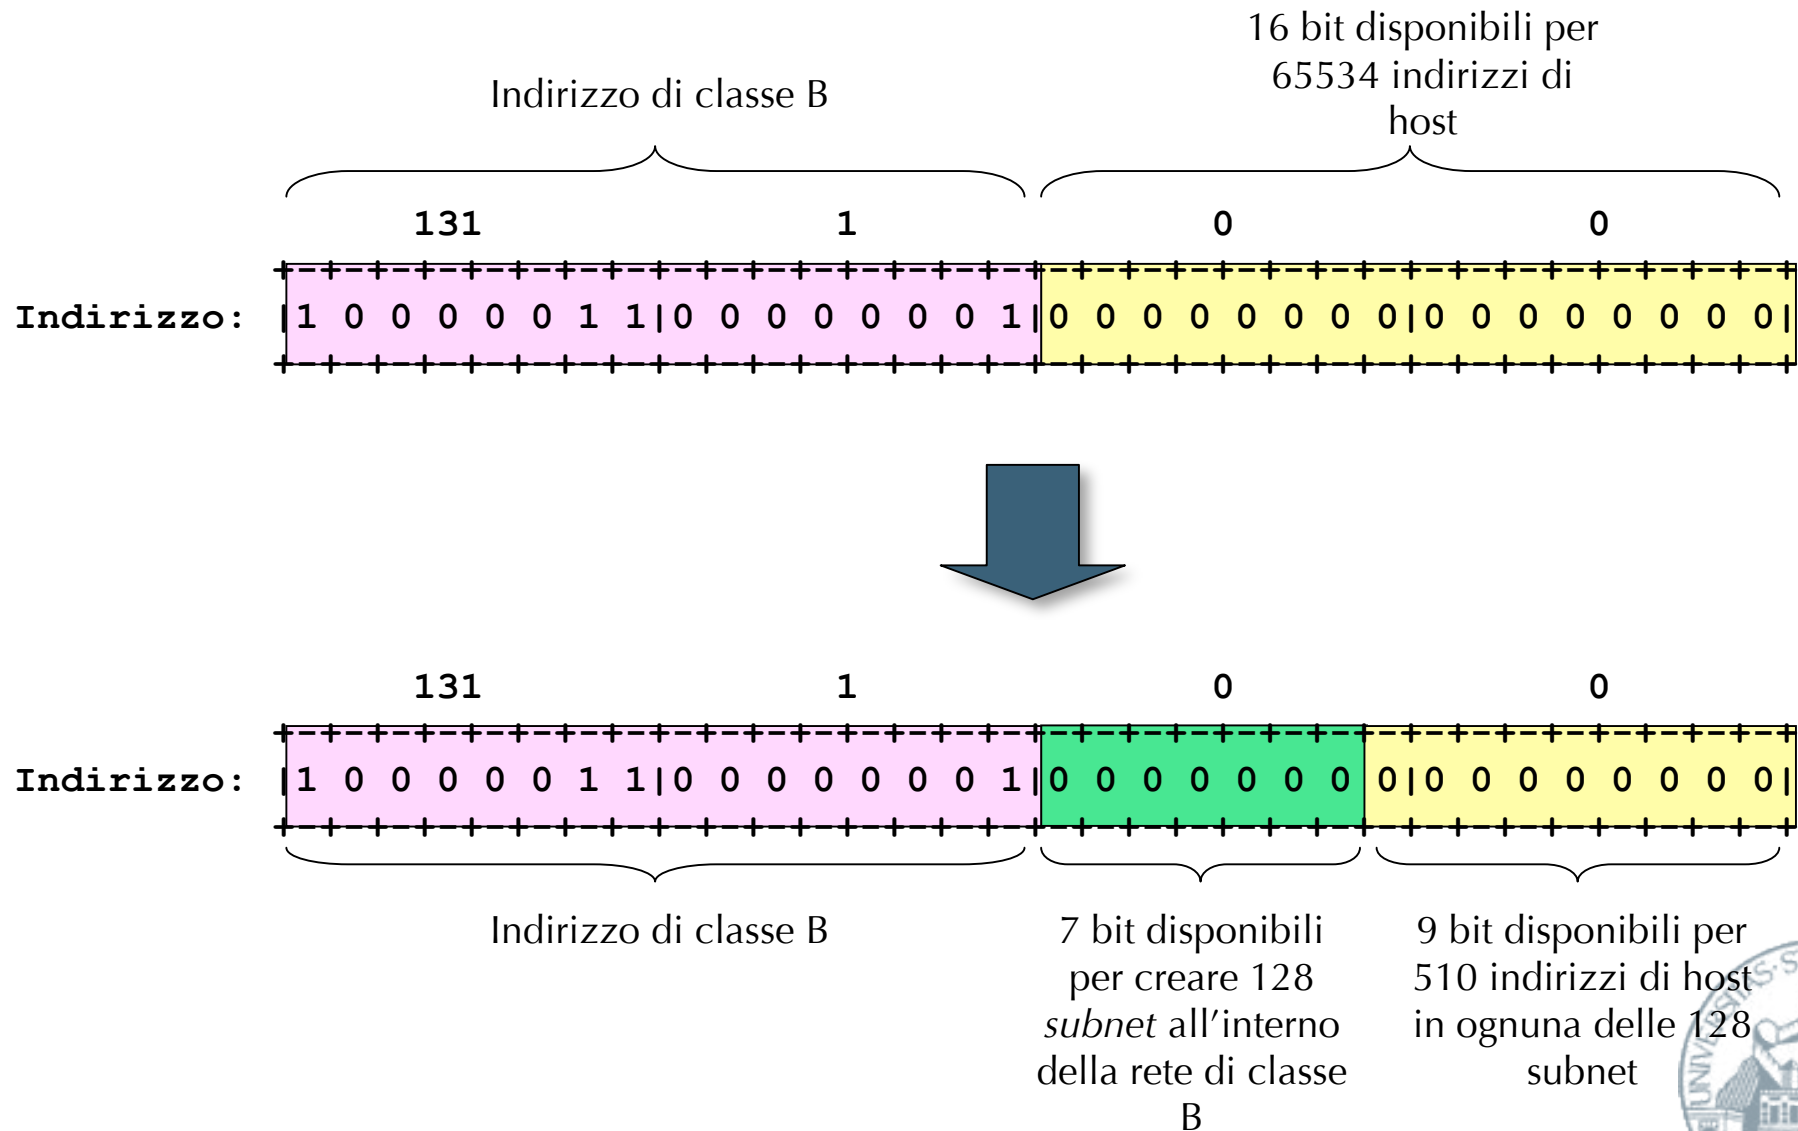 16 bit disponibili per
65534 indirizzi di
host
Indirizzo di classe B
131 1 0 0
Indirizzo: |1 0 0 0 0 0 1 1|0 0 0 0 0 0 0 1|0 0 0 0 0 0 0 0|0 0 0 0 0 0 0 0|
131 1 0 0
Indirizzo: |1 0 0 0 0 0 1 1|0 0 0 0 0 0 0 1|0 0 0 0 0 0 0 0|0 0 0 0 0 0 0 0|
Indirizzo di classe B
7 bit disponibili
per creare 128
subnet all'interno
della rete di classe
B
9 bit disponibili per
510 indirizzi di host
in ognuna delle 128
subnet